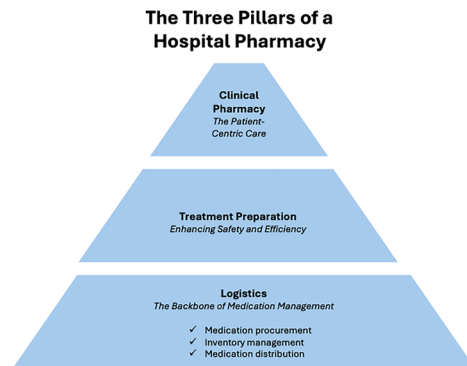 The Three Pillars of a
Hospital Pharmacy
Clinical
Pharmacy
The Patient-
Centric Care
Treatment Preparation
Enhancing Safety and Efficiency
Logistics
The Backbone of Medication Management
✓ Medication procurement
✓ Inventory management
✓ Medication distribution